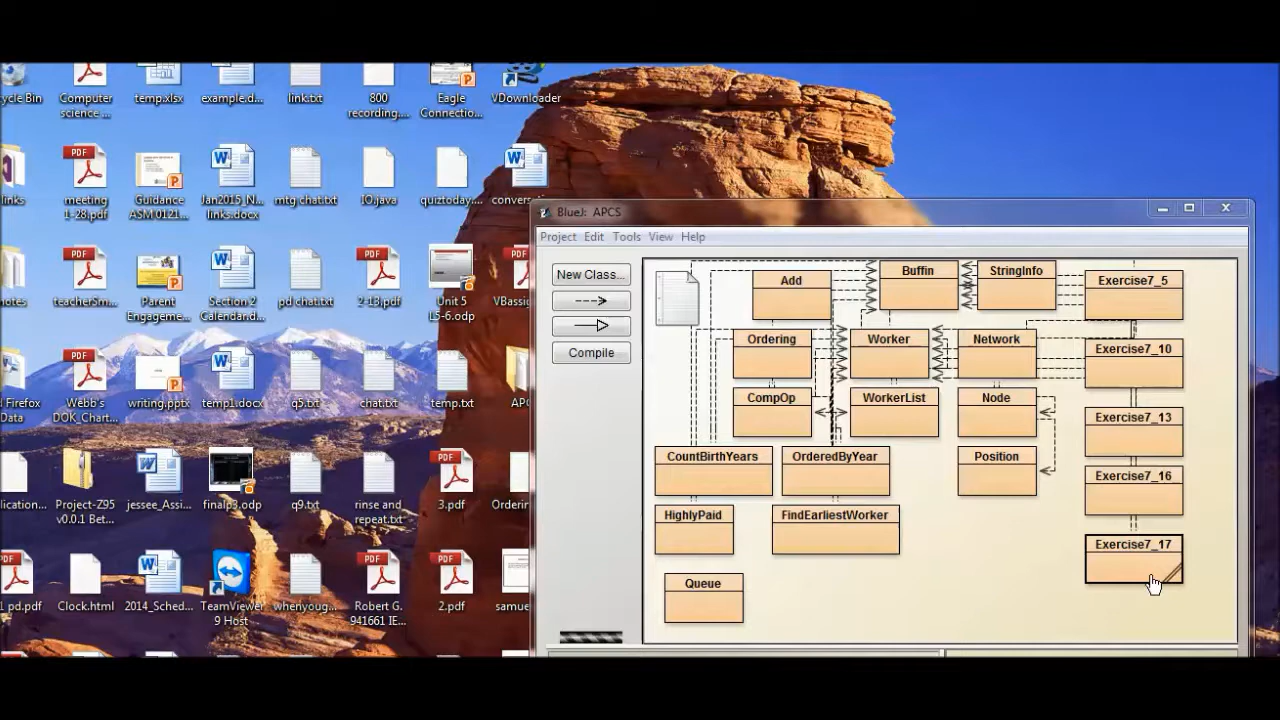 cycle Bin
Computer
science ...
temp.xlsx
example.d...
link.txt
800
recording....
Eagle
Connectio...
VDownloader
links
meeting
1-28.pdf
Guidance
ASM 0121...
Jan2015_N...
links.docx
mtg chat.txt
IO.java
quiztoday....
convers
notes
teacherSm...
Parent
Engageme...
Section 2
Calendand...
pd chat.txt
2-13.pdf
Unit 5
L5-6.odp
VBassig
d Firefox
Data
Webb's
DOK_Chart...
writing.pptx
temp1.docx
q5.txt
chat.txt
temp.txt
APC
lication...
Project-Z95
v0.0.1 Bet...
jessee_Assi...
finalp3.odp
q9.txt
rinse and
repeat.txt
3.pdf
Orderin
1 pd.pdf
Clock.html
2014_Sched...
TeamViewer
9 Host
whenyoug...
Robert G.
941661 IE...
2.pdf
samue
BlueJ: APCS
Project Edit Tools View Help
New Class...
Compile
Add
Buffin
StringInfo
Exercise7_5
Ordering
Worker
Network
Exercise7_10
CompOp
WorkerList
Node
Exercise7_13
CountBirthYears
OrderedByYear
Position
Exercise7_16
HighlyPaid
FindEarliestWorker
Exercise7_17
Queue